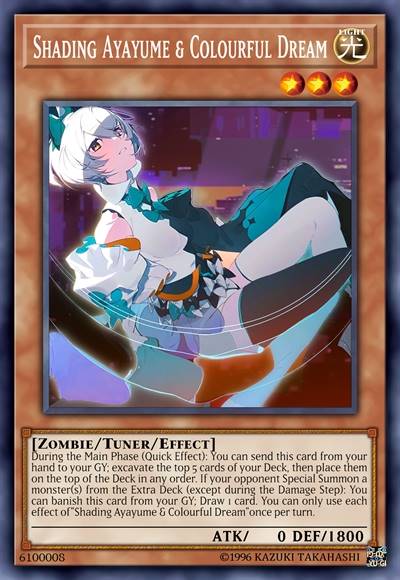 SHADING AYAYUME & COLOURFUL DREAM
LIGHT
光
[ZOMBIE/TUNER/EFFECT]
During the Main Phase (Quick Effect): You can send this card from your
hand to your GY; excavate the top 5 cards of your Deck, then place them
on the top of the Deck in any order. If your opponent Special Summon a
monster(s) from the Extra Deck (except during the Damage Step): You
can banish this card from your GY; Draw 1 card. You can only use each
effect of"Shading Ayayume & Colourful Dream"once per turn.
ATK/ 0 DEF/1800
6100008 ©1996 KAZUKI TAKAHASHI